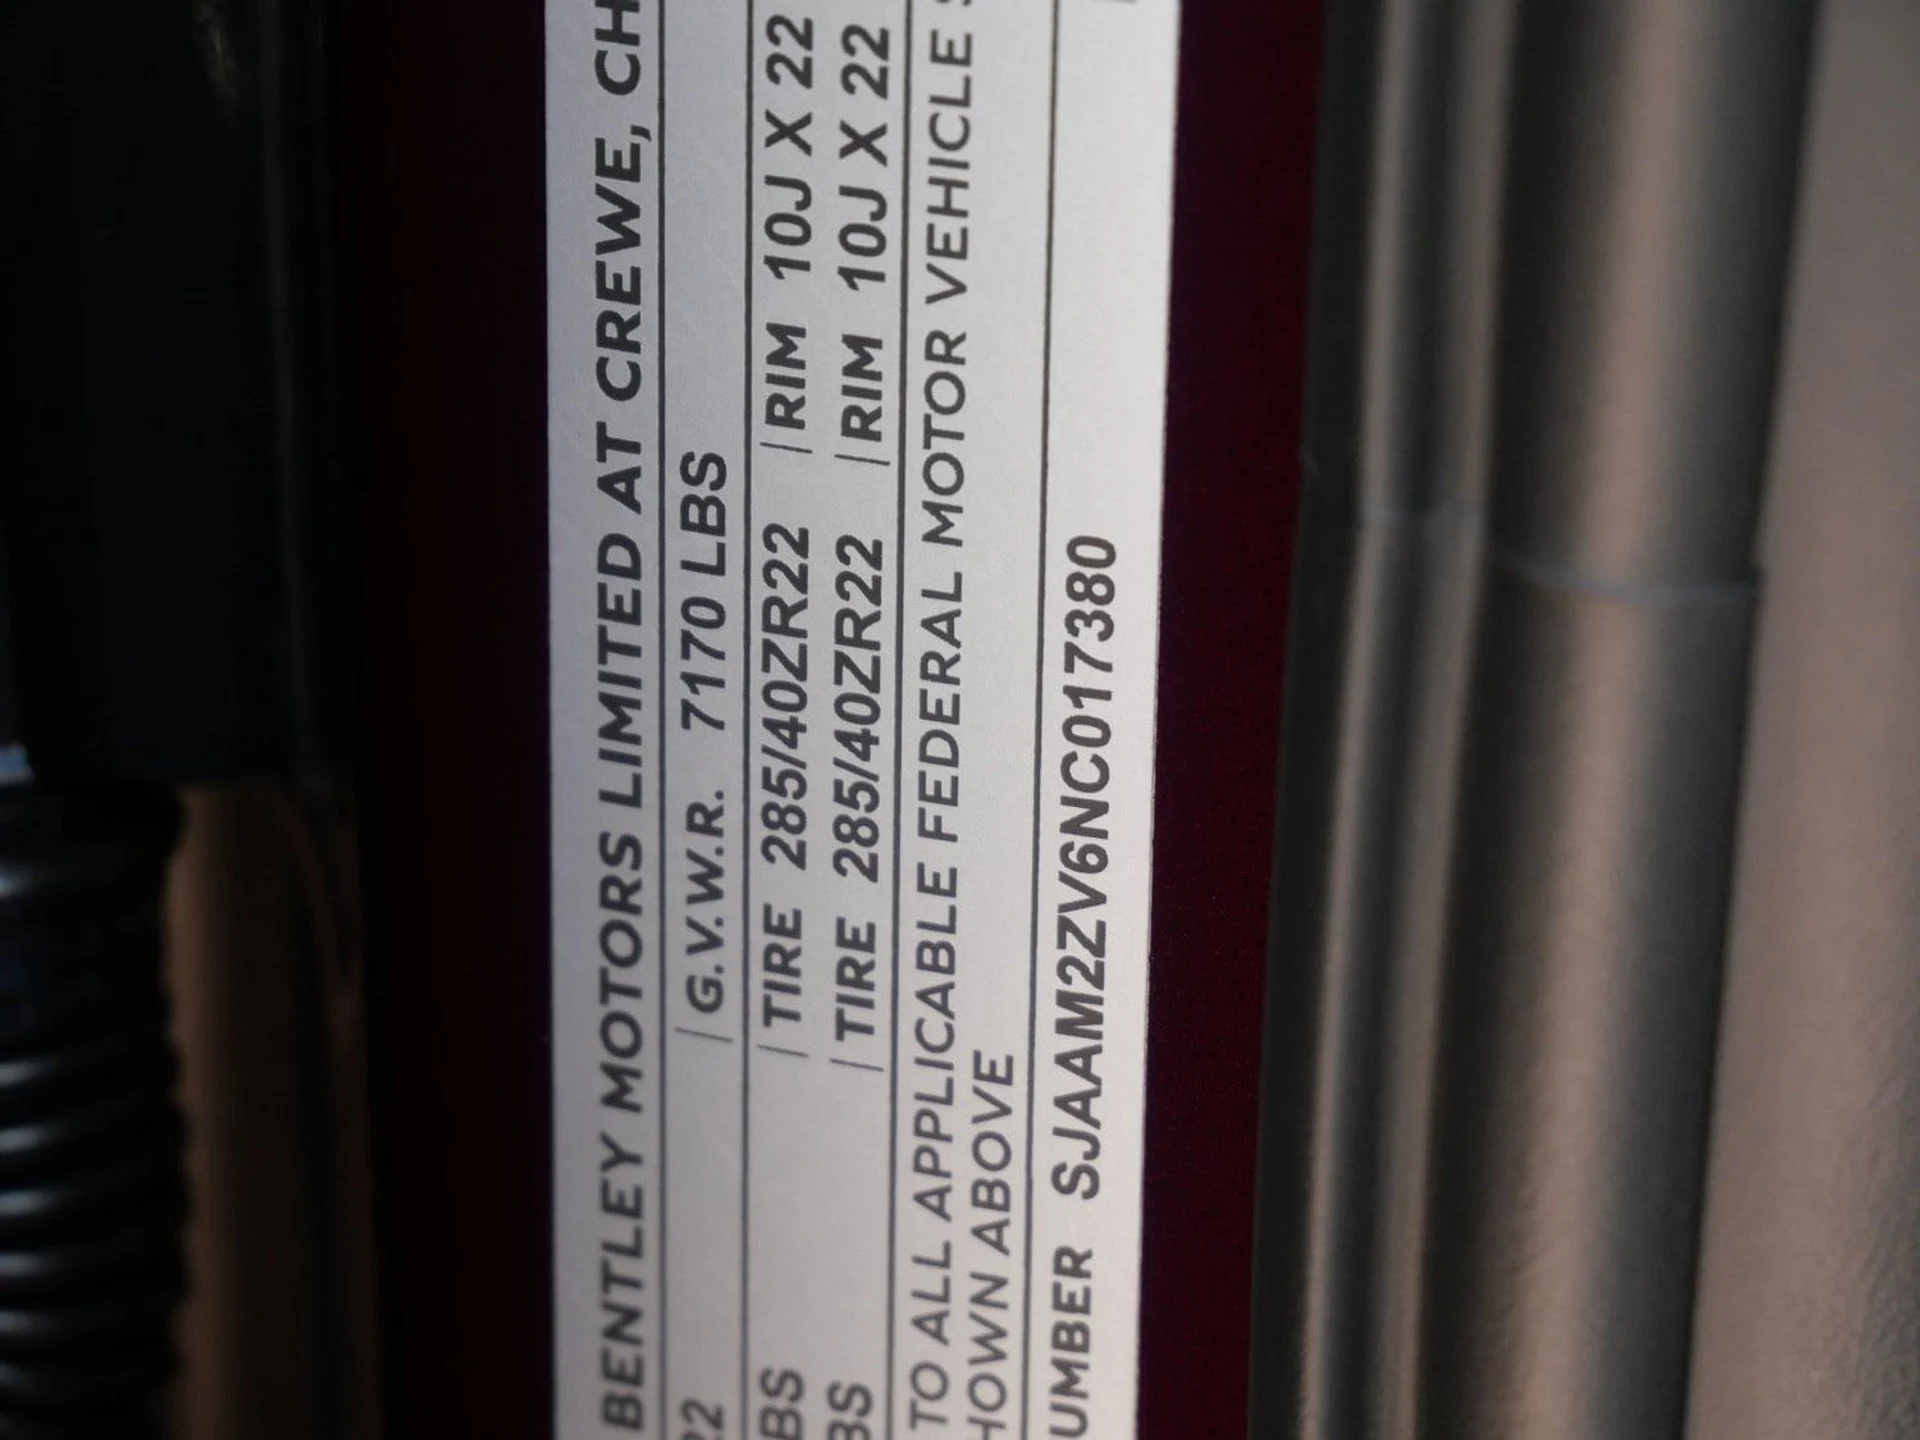 BENTLEY MOTORS LIMITED AT CREWE, CH
22 | G.V.W.R. 7170 LBS
BS | TIRE 285/40ZR22 | RIM 10J X 22
BS | TIRE 285/40ZR22 | RIM 10J X 22
TO ALL APPLICABLE FEDERAL MOTOR VEHICLE
HOWN ABOVE
UMBER SJAAM2ZV6NC017380